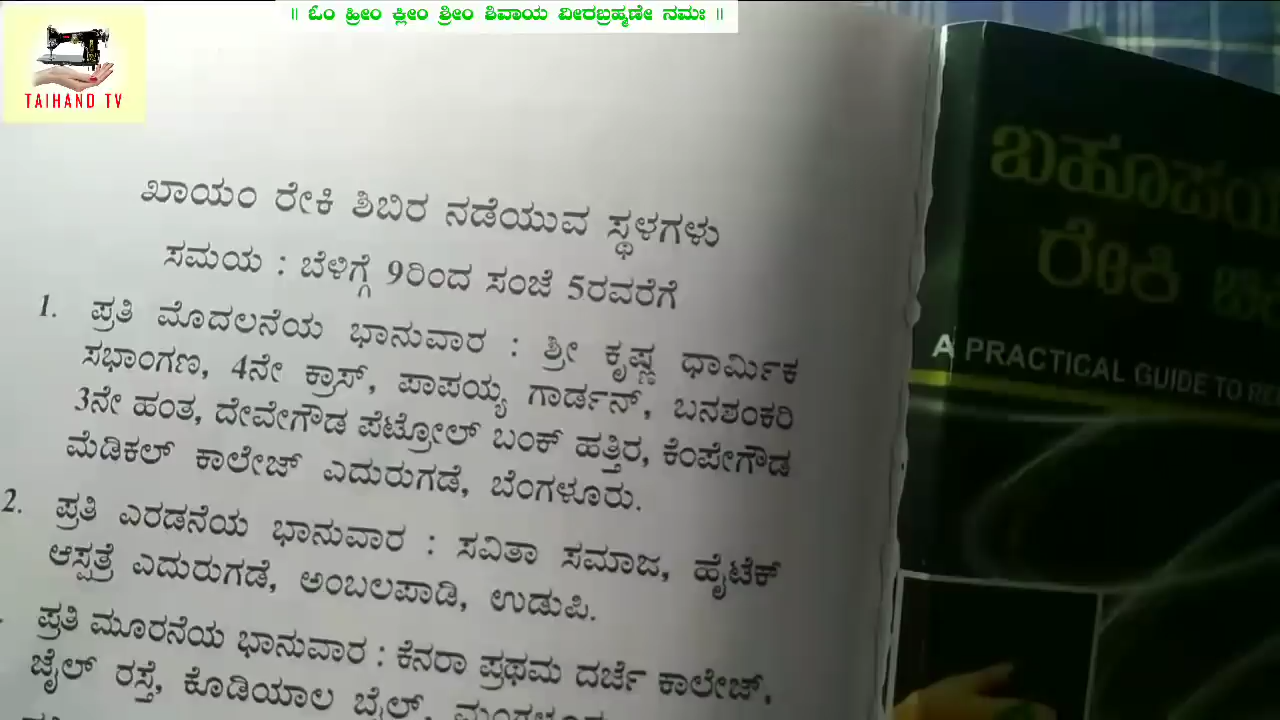 ॥ ಓಂ ಹ್ರೀಂ ಕ್ಲೀಂ ಶ್ರೀಂ ಶಿವಾಯ ವೀರಬ್ರಹ್ಮಣೇ ನಮಃ ॥
TAIHAND TV
ಖಾಯಂ ರೇಕಿ ಶಿಬಿರ ನಡೆಯುವ ಸ್ಥಳಗಳು
ಸಮಯ : ಬೆಳಿಗ್ಗೆ 9ರಿಂದ ಸಂಜೆ 5ರವರೆಗೆ
1. ಪ್ರತಿ ಮೊದಲನೆಯ ಭಾನುವಾರ : ಶ್ರೀ ಕೃಷ್ಣ ಧಾರ್ಮಿಕ
ಸಭಾಂಗಣ, 4ನೇ ಕ್ರಾಸ್, ಪಾಪಯ್ಯ ಗಾರ್ಡನ್, ಬನಶಂಕರಿ
3ನೇ ಹಂತ, ದೇವೇಗೌಡ ಪೆಟ್ರೋಲ್ ಬಂಕ್ ಹತ್ತಿರ, ಕೆಂಪೇಗೌಡ
ಮೆಡಿಕಲ್ ಕಾಲೇಜ್ ಎದುರುಗಡೆ, ಬೆಂಗಳೂರು.
2. ಪ್ರತಿ ಎರಡನೆಯ ಭಾನುವಾರ : ಸವಿತಾ ಸಮಾಜ, ಹೈಟೆಕ್
ಆಸ್ಪತ್ರೆ ಎದುರುಗಡೆ, ಅಂಬಲಪಾಡಿ, ಉಡುಪಿ.
ಪ್ರತಿ ಮೂರನೆಯ ಭಾನುವಾರ : ಕೆನರಾ ಪ್ರಥಮ ದರ್ಜೆ ಕಾಲೇಜ್,
ಜೈಲ್ ರಸ್ತೆ, ಕೊಡಿಯಾಲ ಬೈಲ್,
ರೇಕಿ
A PRACTICAL GUIDE TO